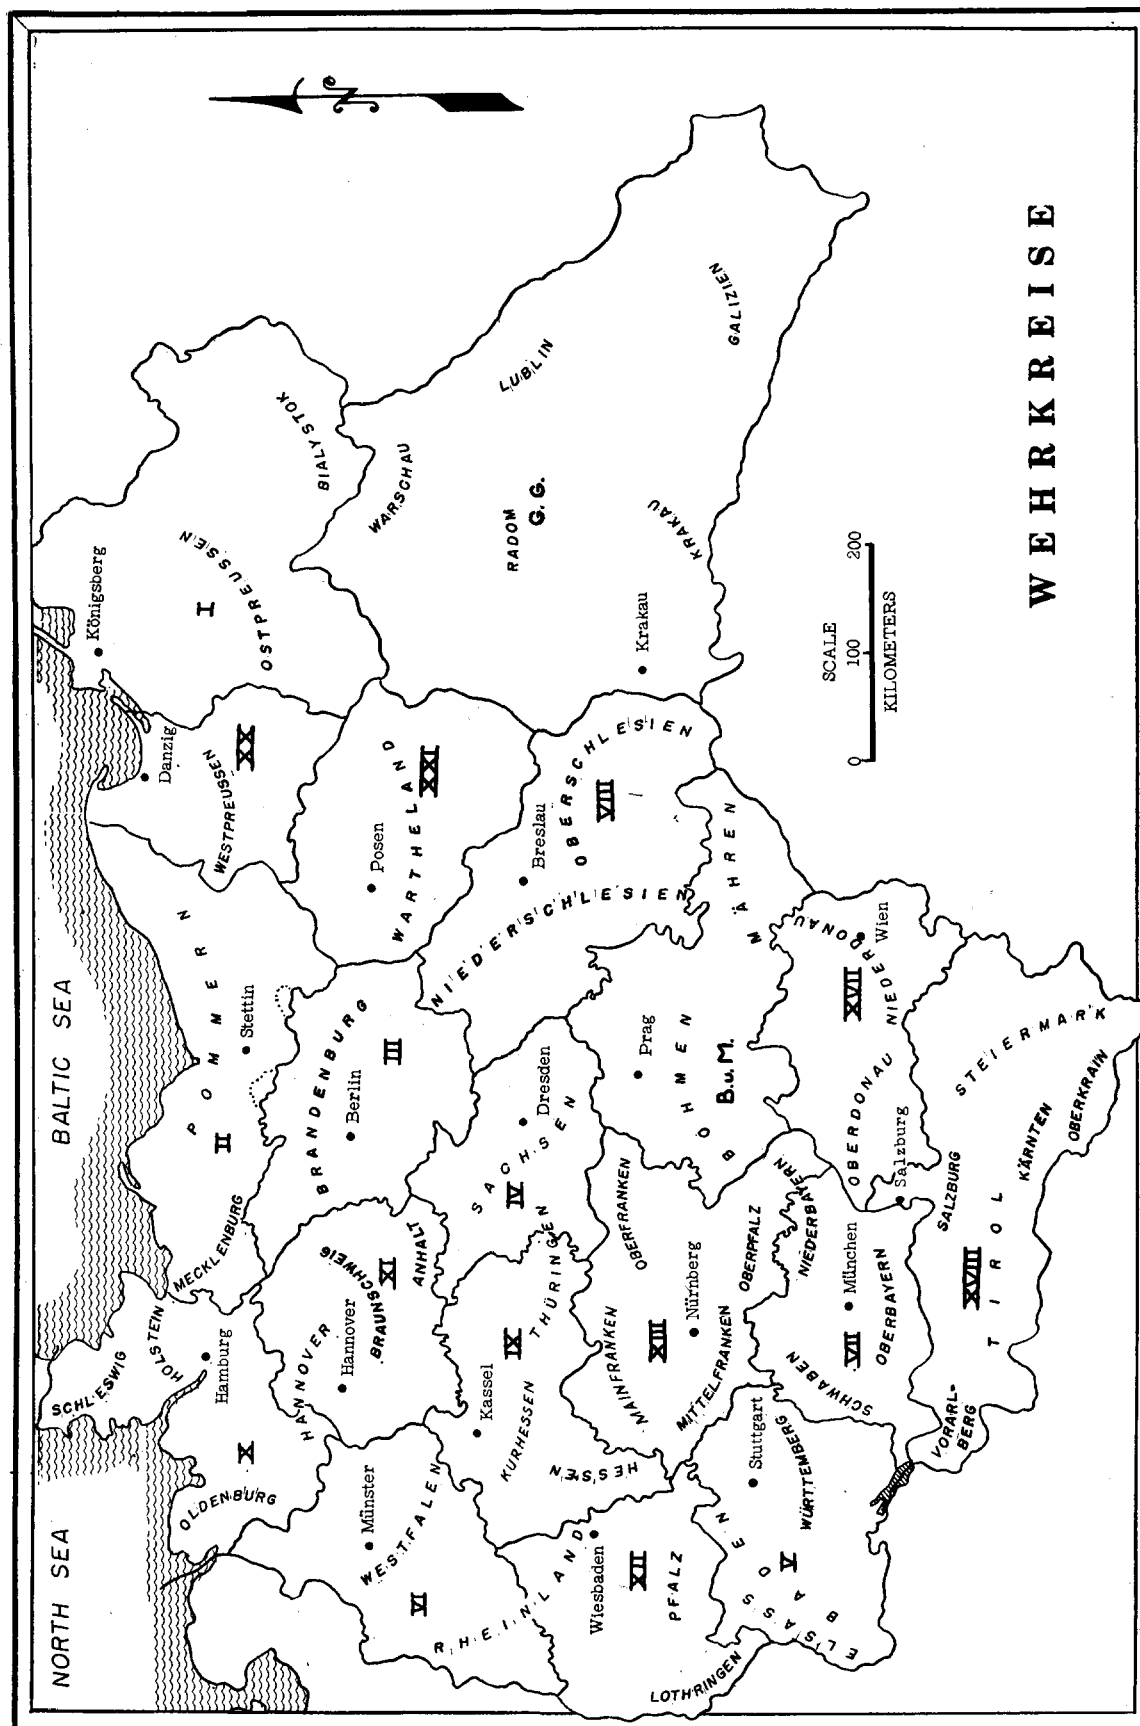 NORTH SEA
BALTIC SEA
N
SCHLESWIG
HOLSTEIN
MECKLENBURG
Hamburg
X
OLDENBURG
HANNOVER
Hannover
BRAUNSCHWEIG
XI
ANHALT
POMMERN
II
Stettin
Danzig
WESTPREUSSEN
XX
Königsberg
I
OSTPREUSSEN
BIALYSTOK
Münster
WESTFALEN
VI
RHEINLAND
BRANDENBURG
Berlin
III
Posen
WARTHELAND
XXI
WARSCHAU
RADOM
G.G.
LUBLIN
Kassel
KURHESSEN
IX
THÜRINGEN
HESSEN
SACHSEN
IV
Dresden
NIEDERSCHLESIEN
Breslau
OBERSCHLESIEN
VIII
Krakau
KRAKAU
GALIZIEN
Wiesbaden
XII
PFALZ
LOTHRINGEN
MAINFRANKEN
OBERFRANKEN
XIII
Nürnberg
MITTELFRANKEN
OBERPFALZ
Prag
BÖHMEN
B.u.M.
MÄHREN
ELSASS
BADEN
V
Stuttgart
WÜRTTEMBERG
SCHWABEN
VII
München
OBERBAYERN
NIEDERBAYERN
OBERDONAU
Salzburg
XVII
NIEDERDONAU
Wien
VORARL-
BERG
TIROL
XVIII
SALZBURG
KÄRNTEN
STEIERMARK
OBERKRAIN
SCALE
0 100 200
KILOMETERS
WEHRKREISE